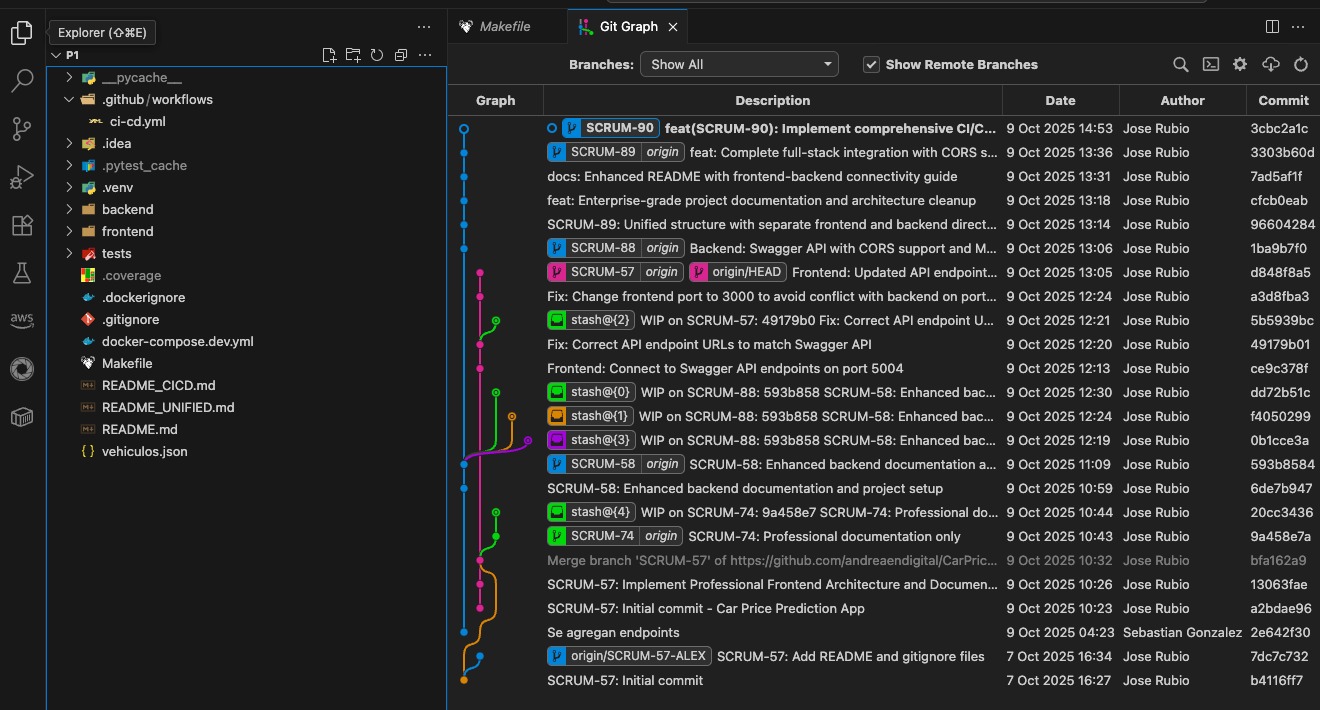 Explorer (⇧⌘E)
P1
__pycache__
.github/workflows
ci-cd.yml
.idea
.pytest_cache
.venv
backend
frontend
tests
.coverage
.dockerignore
.gitignore
docker-compose.dev.yml
Makefile
README_CICD.md
README_UNIFIED.md
README.md
vehiculos.json
aws
Makefile
Git Graph
Branches: Show All Show Remote Branches
Graph Description Date Author Commit
SCRUM-90 feat(SCRUM-90): Implement comprehensive CI/C... 9 Oct 2025 14:53 Jose Rubio 3cbc2a1c
SCRUM-89 origin feat: Complete full-stack integration with CORS s... 9 Oct 2025 13:36 Jose Rubio 3303b60d
docs: Enhanced README with frontend-backend connectivity guide 9 Oct 2025 13:31 Jose Rubio 7ad5af1f
feat: Enterprise-grade project documentation and architecture cleanup 9 Oct 2025 13:18 Jose Rubio cfcb0eab
SCRUM-89: Unified structure with separate frontend and backend direct... 9 Oct 2025 13:14 Jose Rubio 96604284
SCRUM-88 origin Backend: Swagger API with CORS support and M... 9 Oct 2025 13:06 Jose Rubio 1ba9b7f0
SCRUM-57 origin origin/HEAD Frontend: Updated API endpoint... 9 Oct 2025 13:05 Jose Rubio d848f8a5
Fix: Change frontend port to 3000 to avoid conflict with backend on port... 9 Oct 2025 12:24 Jose Rubio a3d8fba3
stash@{2} WIP on SCRUM-57: 49179b0 Fix: Correct API endpoint U... 9 Oct 2025 12:21 Jose Rubio 5b5939bc
Fix: Correct API endpoint URLs to match Swagger API 9 Oct 2025 12:20 Jose Rubio 49179b01
Frontend: Connect to Swagger API endpoints on port 5004 9 Oct 2025 12:13 Jose Rubio ce9c378f
stash@{0} WIP on SCRUM-88: 593b858 SCRUM-58: Enhanced bac... 9 Oct 2025 12:30 Jose Rubio dd72b51c
stash@{1} WIP on SCRUM-88: 593b858 SCRUM-58: Enhanced bac... 9 Oct 2025 12:24 Jose Rubio f4050299
stash@{3} WIP on SCRUM-88: 593b858 SCRUM-58: Enhanced bac... 9 Oct 2025 12:19 Jose Rubio 0b1cce3a
SCRUM-58 origin SCRUM-58: Enhanced backend documentation a... 9 Oct 2025 11:09 Jose Rubio 593b8584
SCRUM-58: Enhanced backend documentation and project setup 9 Oct 2025 10:59 Jose Rubio 6de7b947
stash@{4} WIP on SCRUM-74: 9a458e7 SCRUM-74: Professional do... 9 Oct 2025 10:44 Jose Rubio 20cc3436
SCRUM-74 origin SCRUM-74: Professional documentation only 9 Oct 2025 10:43 Jose Rubio 9a458e7a
Merge branch 'SCRUM-57' of https://github.com/andreaendigital/CarPric... 9 Oct 2025 10:32 Jose Rubio bfa162a9
SCRUM-57: Implement Professional Frontend Architecture and Documen... 9 Oct 2025 10:26 Jose Rubio 13063fae
SCRUM-57: Initial commit - Car Price Prediction App 9 Oct 2025 10:23 Jose Rubio a2bdae96
Se agregan endpoints 9 Oct 2025 04:23 Sebastian Gonzalez 2e642f30
origin/SCRUM-57-ALEX SCRUM-57: Add README and gitignore files 7 Oct 2025 16:34 Jose Rubio 7dc7c732
SCRUM-57: Initial commit 7 Oct 2025 16:27 Jose Rubio b4116ff7